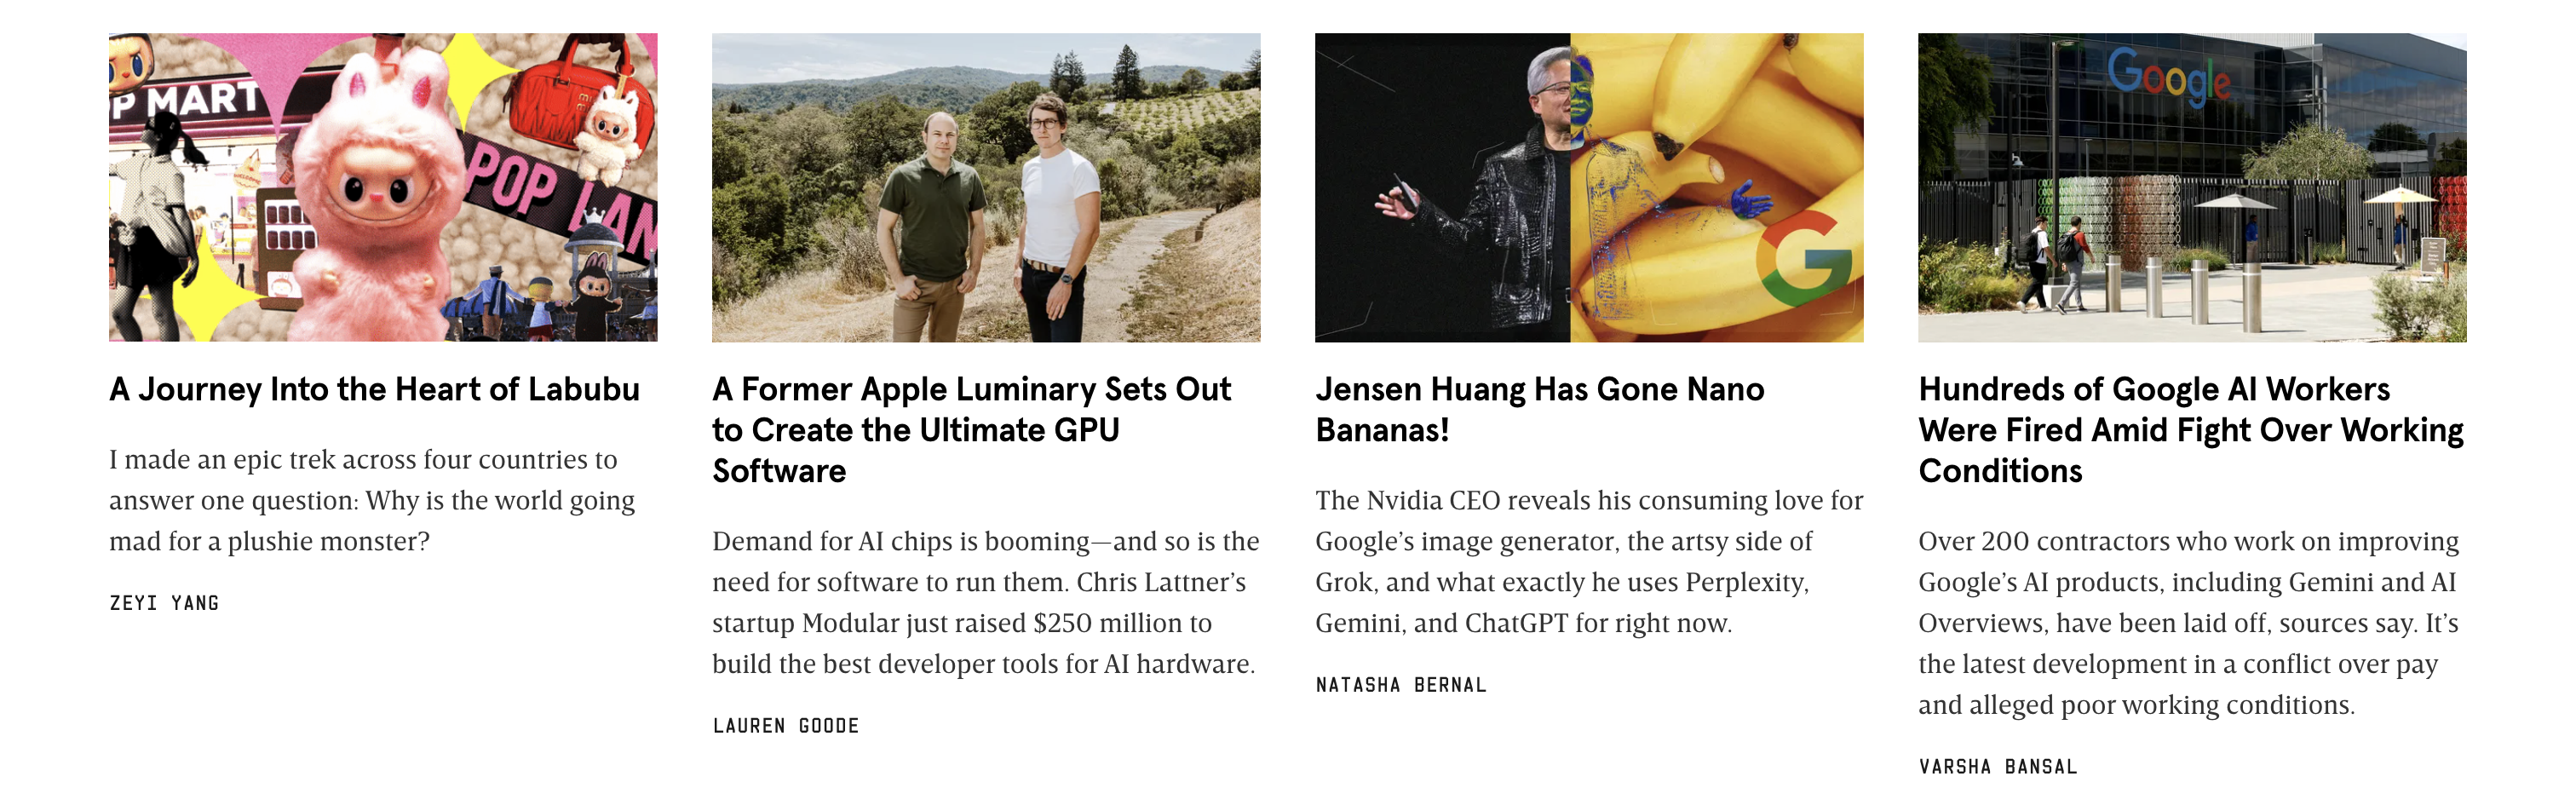 P MART
POP LAN
Google
G
A Journey Into the Heart of Labubu
I made an epic trek across four countries to
answer one question: Why is the world going
mad for a plushie monster?
ZEYI YANG
A Former Apple Luminary Sets Out
to Create the Ultimate GPU
Software
Demand for AI chips is booming—and so is the
need for software to run them. Chris Lattner’s
startup Modular just raised $250 million to
build the best developer tools for AI hardware.
LAUREN GOODE
Jensen Huang Has Gone Nano
Bananas!
The Nvidia CEO reveals his consuming love for
Google’s image generator, the artsy side of
Grok, and what exactly he uses Perplexity,
Gemini, and ChatGPT for right now.
NATASHA BERNAL
Hundreds of Google AI Workers
Were Fired Amid Fight Over Working
Conditions
Over 200 contractors who work on improving
Google’s AI products, including Gemini and AI
Overviews, have been laid off, sources say. It’s
the latest development in a conflict over pay
and alleged poor working conditions.
VARSHA BANSAL